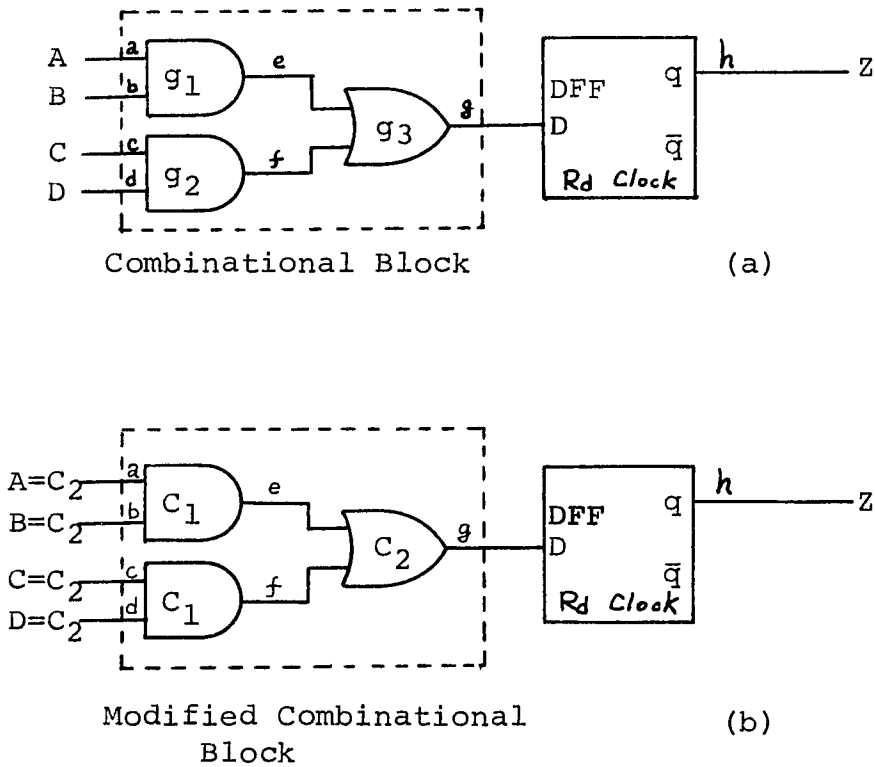 A
B
C
D
a
b
c
d
g1
g2
e
f
g3
g
DFF
D
q
q̅
Rd Clock
h
Z
Combinational Block
(a)
A=C2
B=C2
C=C2
D=C2
a
b
c
d
C1
C1
e
f
C2
g
DFF
D
q
q̅
Rd Clock
h
Z
Modified Combinational
Block
(b)